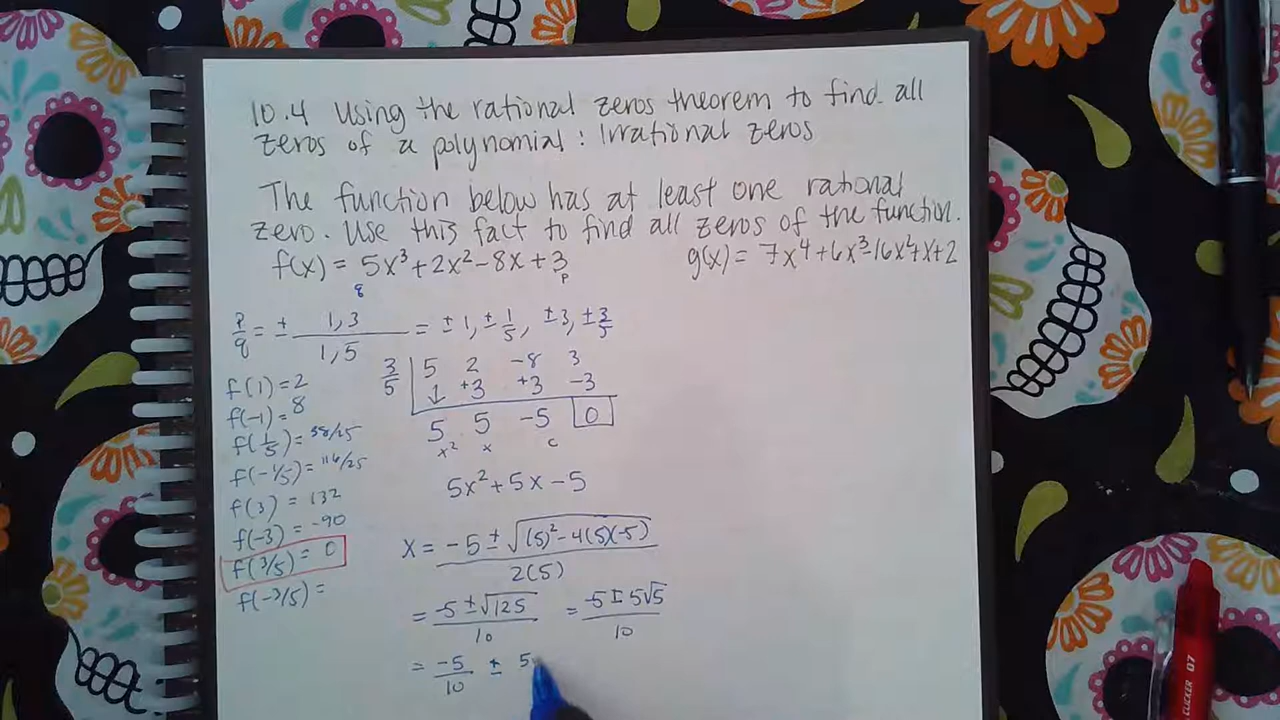 10.4 Using the rational zeros theorem to find all
zeros of a polynomial: Irrational zeros
The function below has at least one rational
zero. Use this fact to find all zeros of the function.
f(x) = 5x³+2x²-8x+3
g(x) = 7x⁴+6x³-16x²+x+2
q
p
p/q = ± 1,3 / 1,5 = ±1, ±1/5, ±3, ±3/5
f(1)=2
f(-1)=8
f(1/5)=38/25
f(-1/5)=116/25
f(3) = 132
f(-3) = -90
f(3/5) = 0
f(-3/5) =
3/5 5 2 -8 3
↓ +3 +3 -3
5 5 -5 0
x² x c
5x²+5x-5
x = -5 ± √(5)²-4(5)(-5) / 2(5)
= -5 ± √125 / 10 = -5 ± 5√5 / 10
= -5/10 ± 5
CLICKER 07